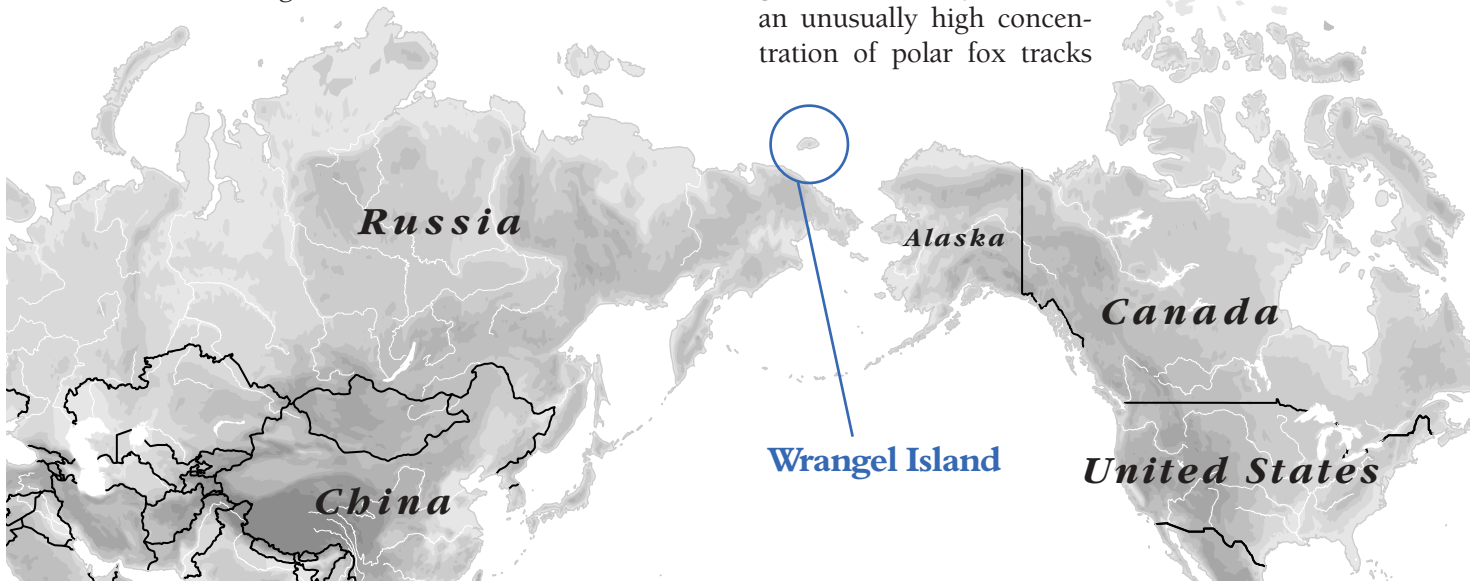 an unusually high concen-
tration of polar fox tracks
Russia
Alaska
Canada
Wrangel Island
United States
China